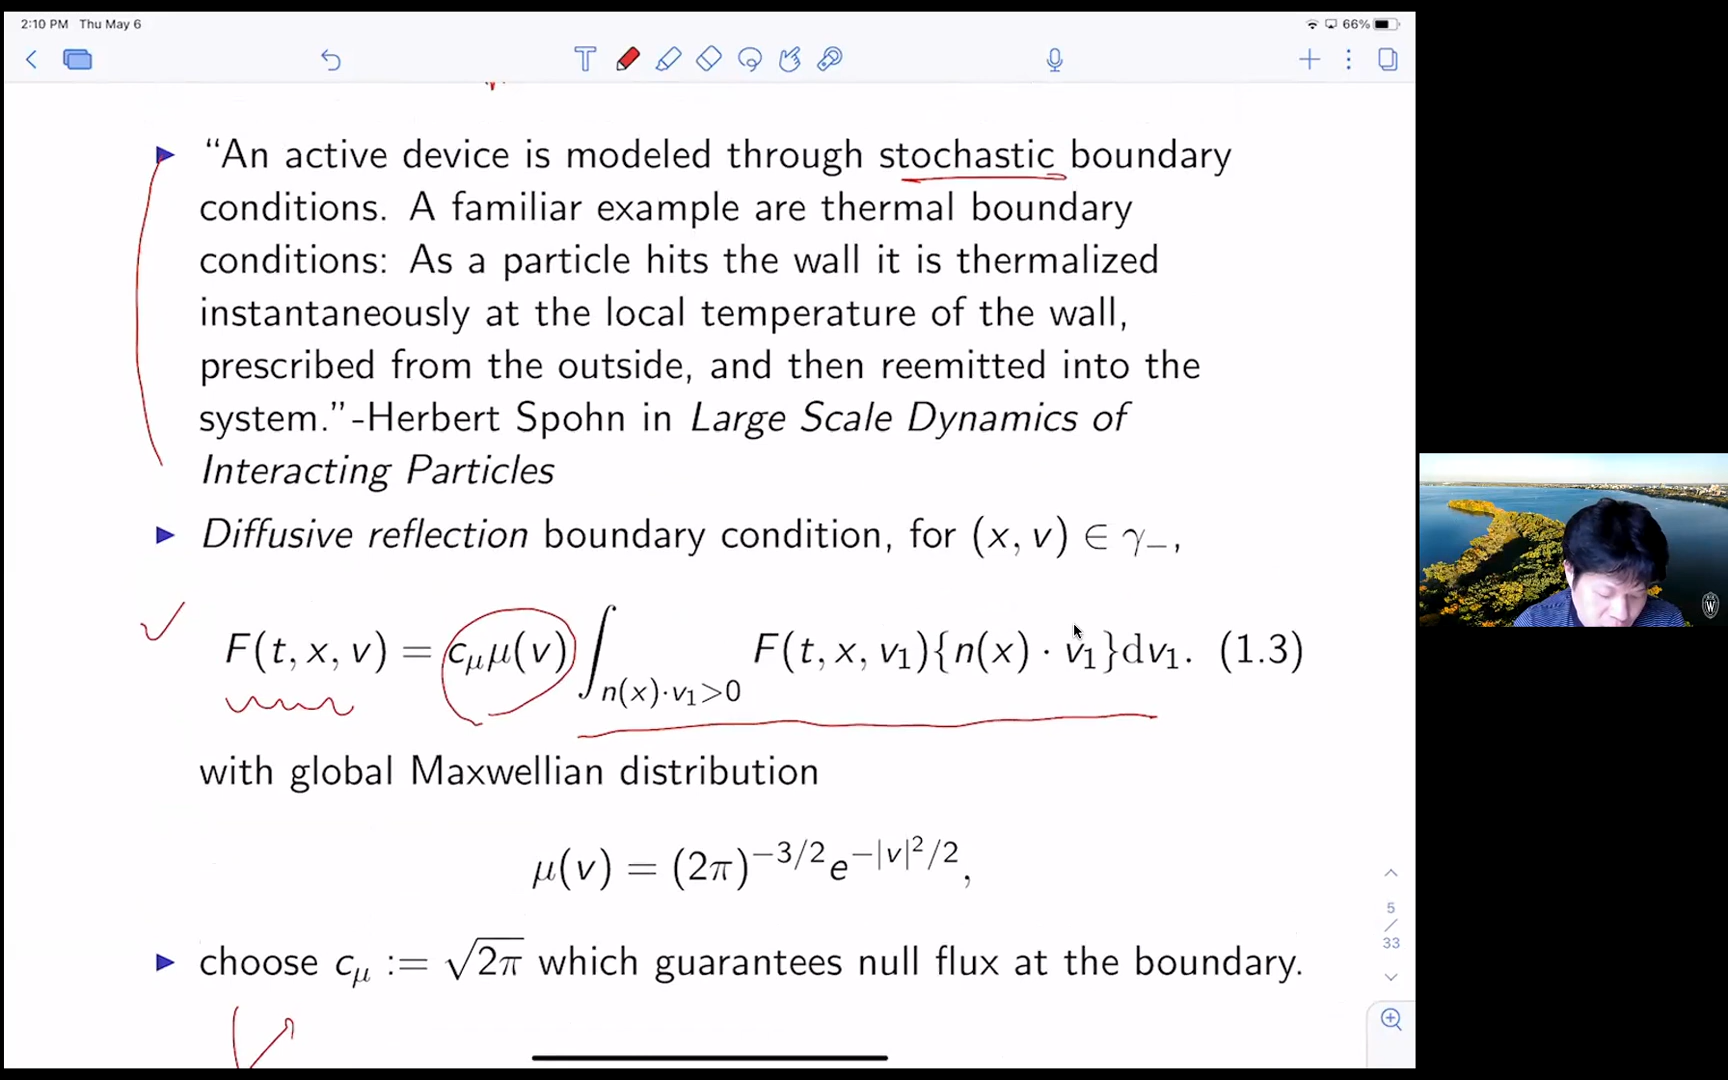 2:10 PM Thu May 6
66%
“An active device is modeled through stochastic boundary
conditions. A familiar example are thermal boundary
conditions: As a particle hits the wall it is thermalized
instantaneously at the local temperature of the wall,
prescribed from the outside, and then reemitted into the
system.”-Herbert Spohn in Large Scale Dynamics of
Interacting Particles
Diffusive reflection boundary condition, for (x, v) ∈ γ₋,
F(t, x, v) = c_μ μ(v) ∫_{n(x)·v₁>0} F(t, x, v₁){n(x) · v₁}dv₁. (1.3)
with global Maxwellian distribution
μ(v) = (2π)^{−3/2} e^{−|v|²/2},
choose c_μ := √2π which guarantees null flux at the boundary.
5
/
33
W